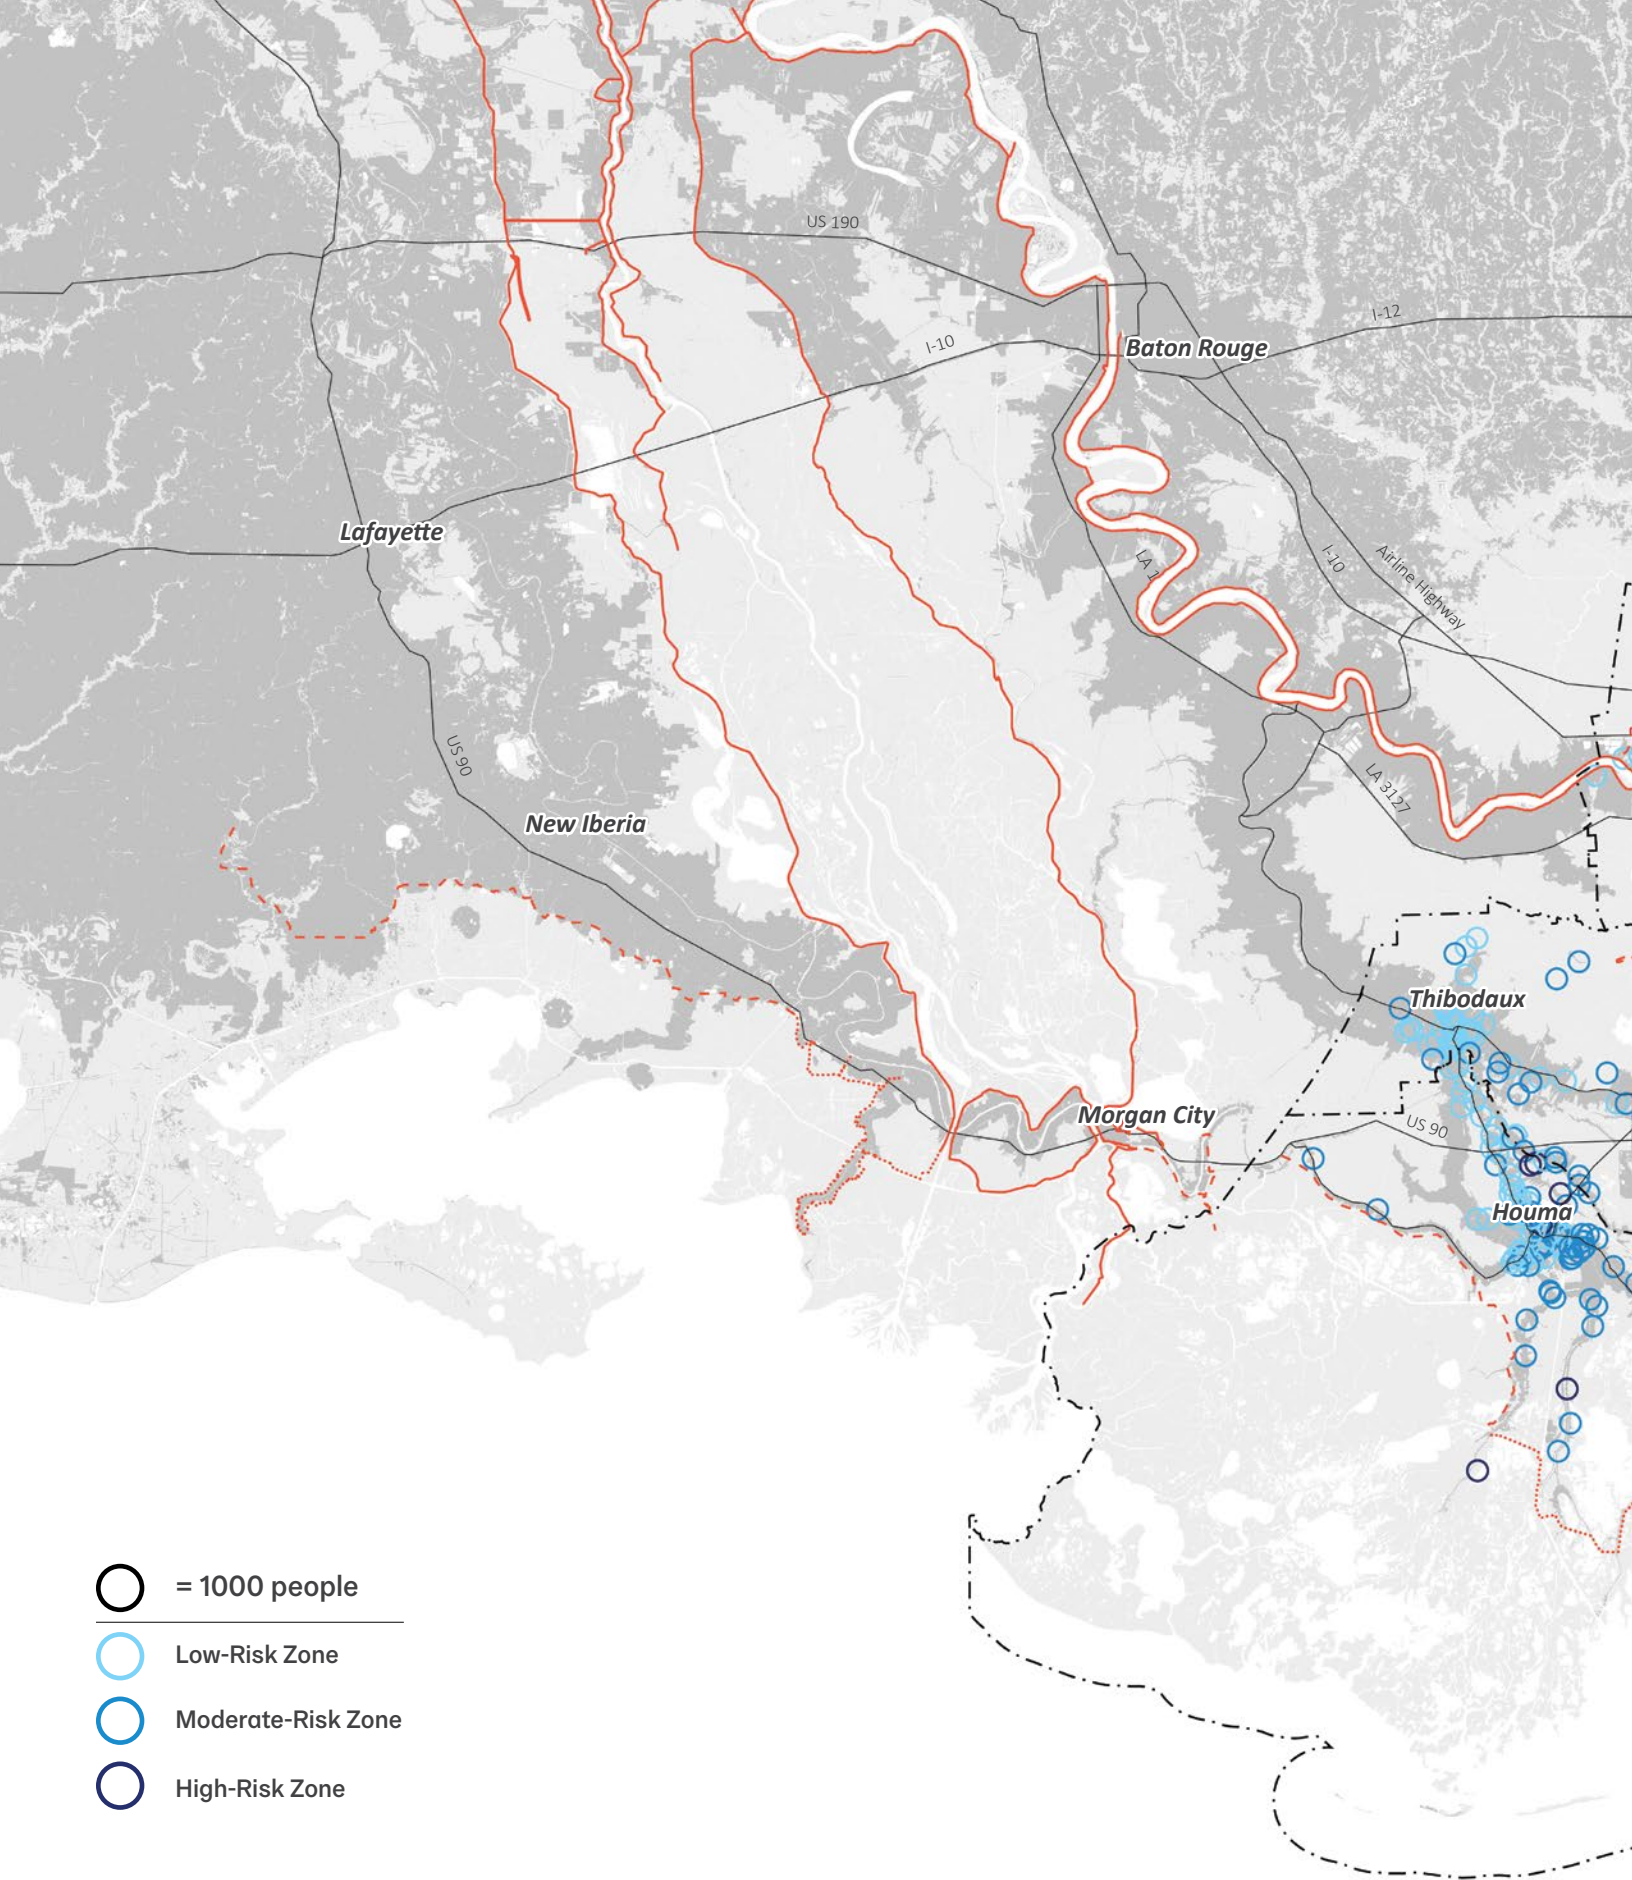 US 190
I-12
Baton Rouge
I-10
Lafayette
LA 1
I-10
Airline Highway
US 90
LA 3127
New Iberia
Thibodaux
Morgan City
US 90
Houma
= 1000 people
Low-Risk Zone
Moderate-Risk Zone
High-Risk Zone